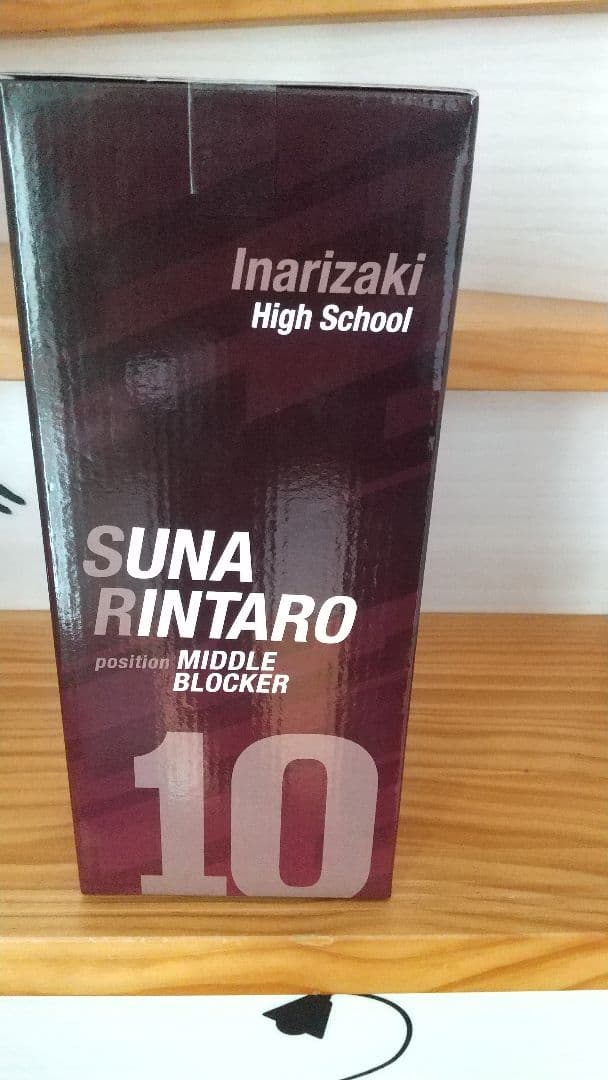 Inarizaki
High School
SUNA
RINTARO
position MIDDLE
BLOCKER
10